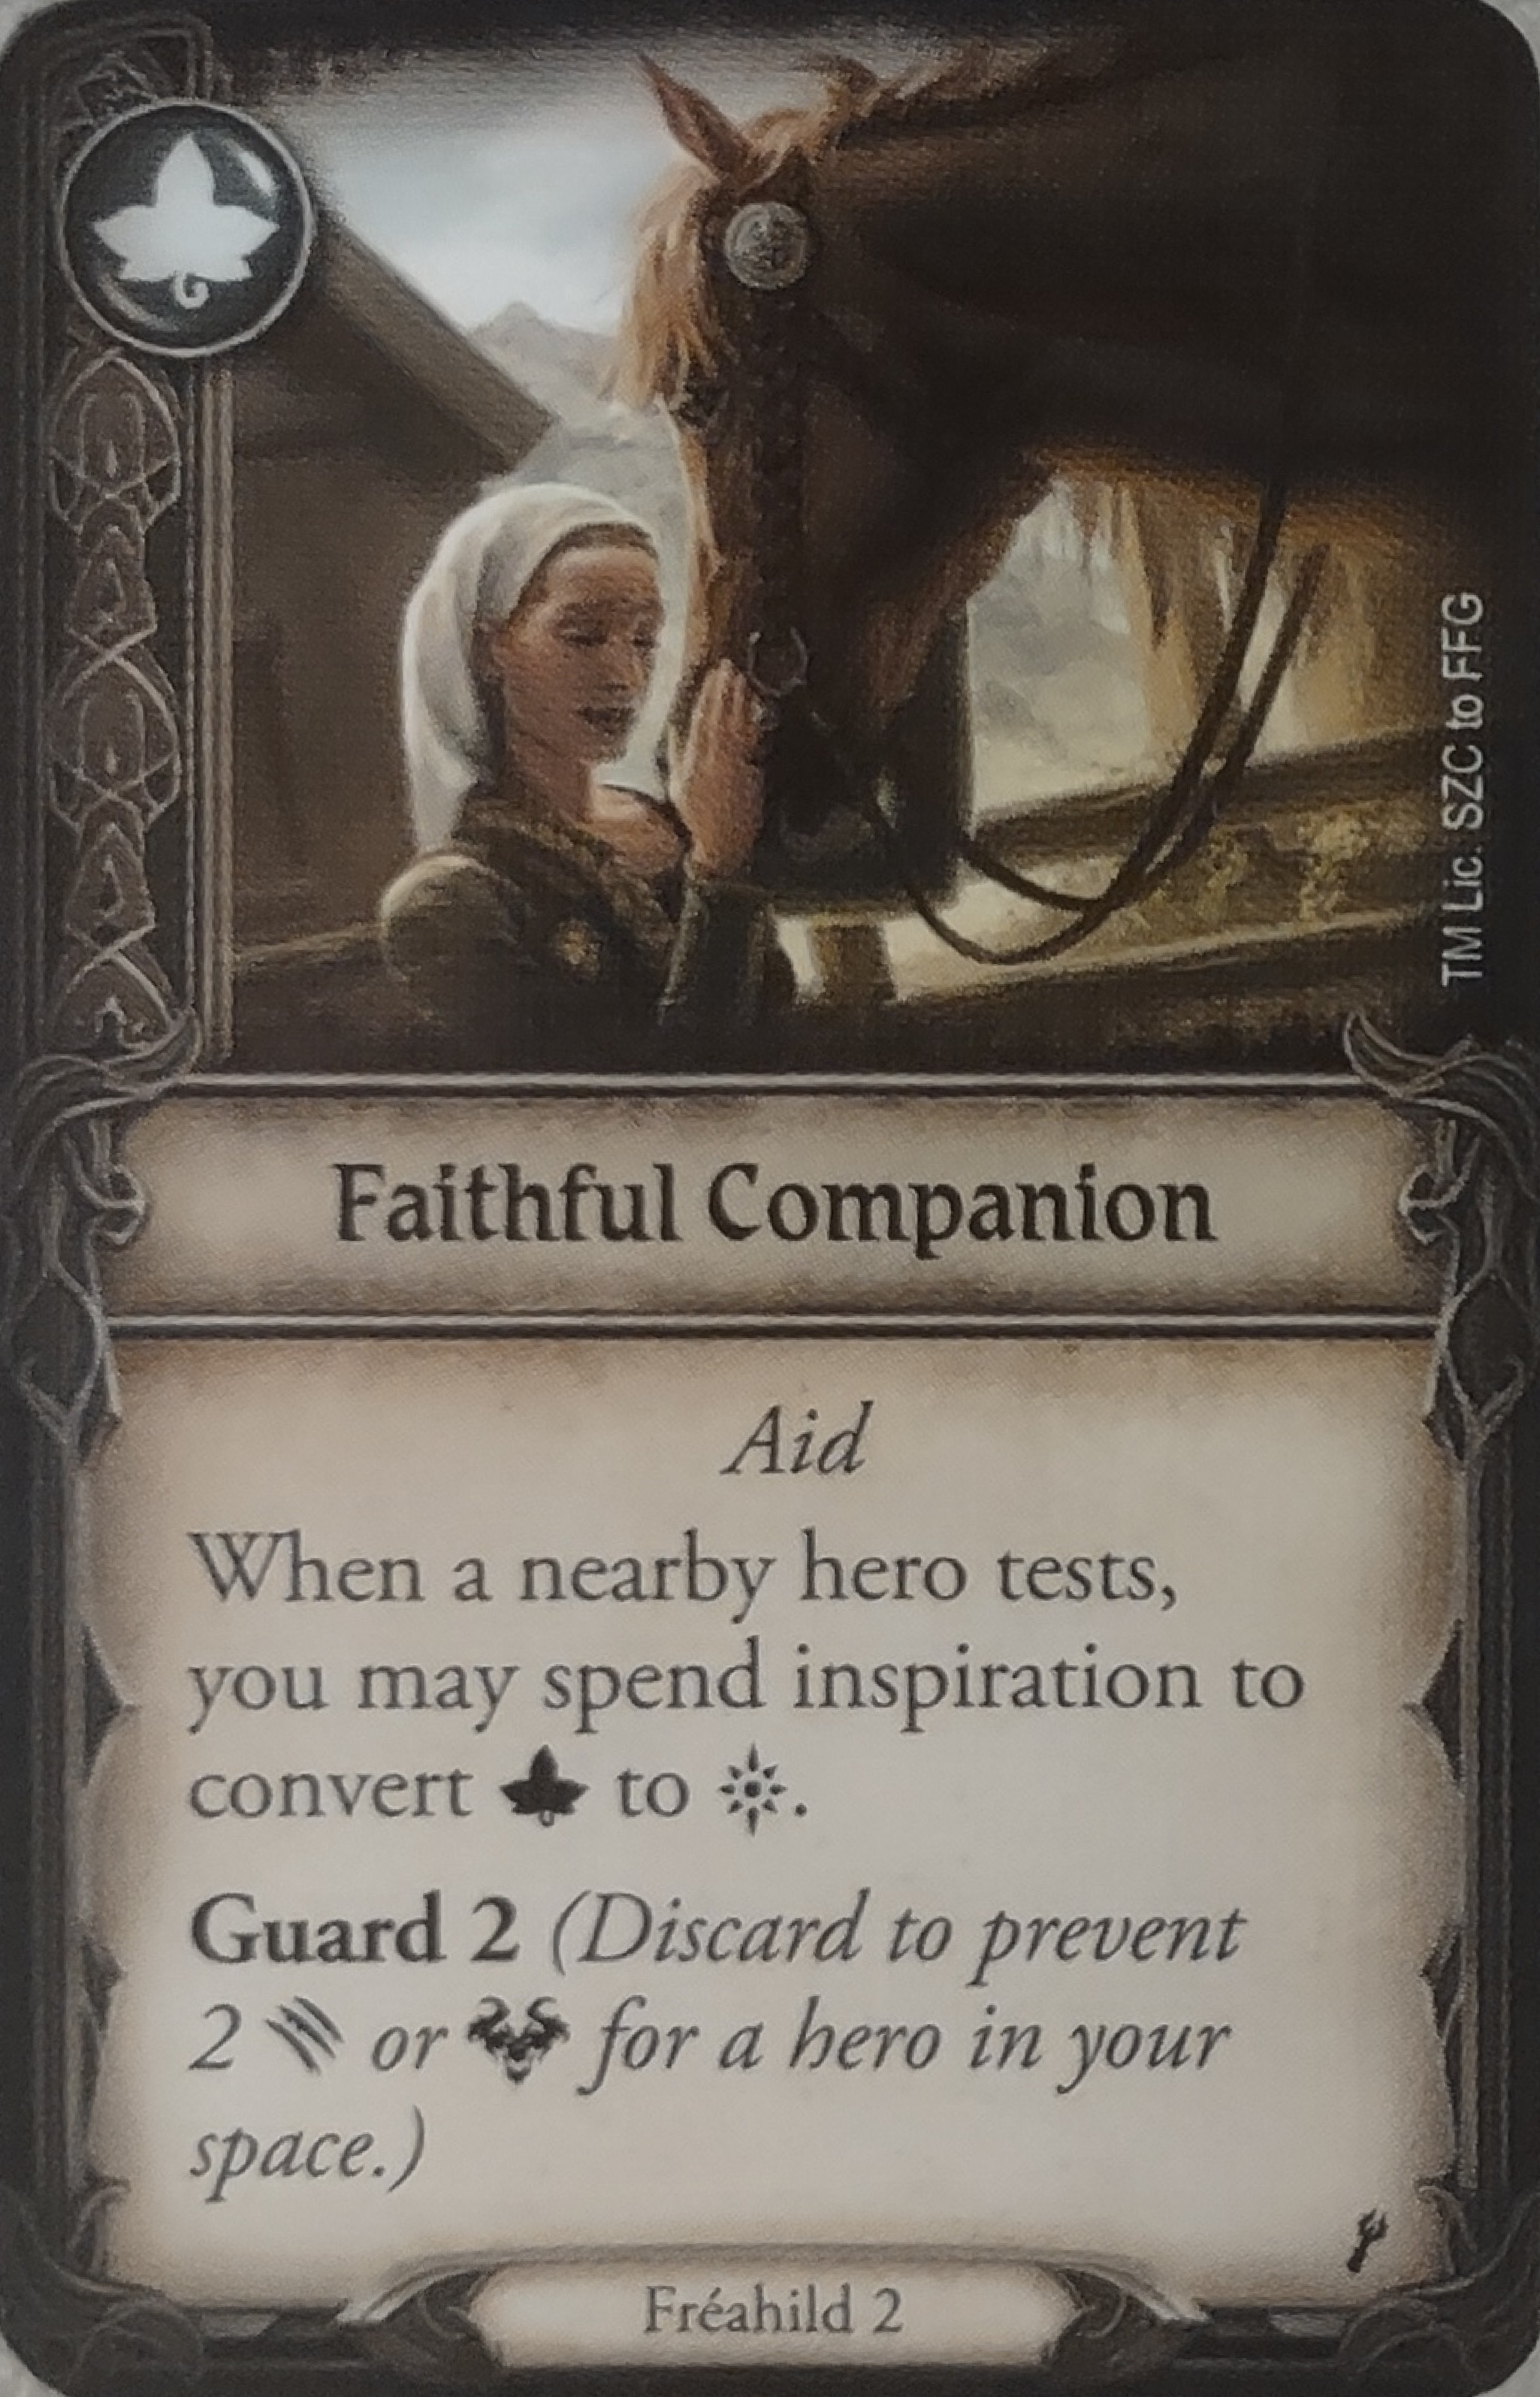 TM Lic. SZC to FFG
Faithful Companion
Aid
When a nearby hero tests,
you may spend inspiration to
convert to .
Guard 2 (Discard to prevent
2 or for a hero in your
space.)
Fréahild 2